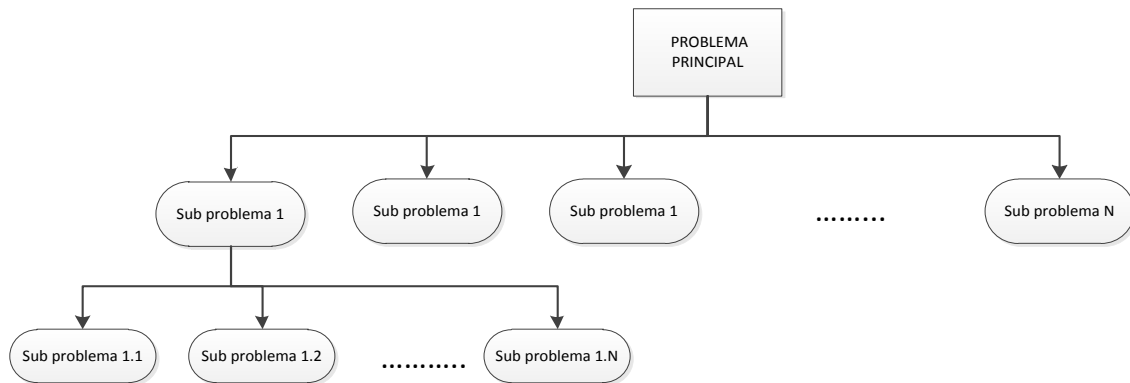 PROBLEMA
PRINCIPAL
Sub problema 1
Sub problema 1
Sub problema 1
.........
Sub problema N
Sub problema 1.1
Sub problema 1.2
...........
Sub problema 1.N